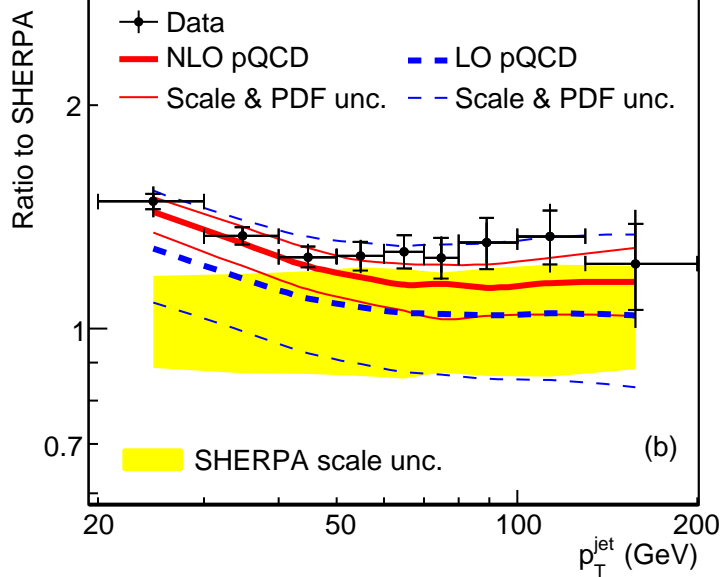 Ratio to SHERPA
Data
NLO pQCD
LO pQCD
Scale & PDF unc.
Scale & PDF unc.
2
1
0.7
SHERPA scale unc.
(b)
20
50
100
200
p_T^jet (GeV)